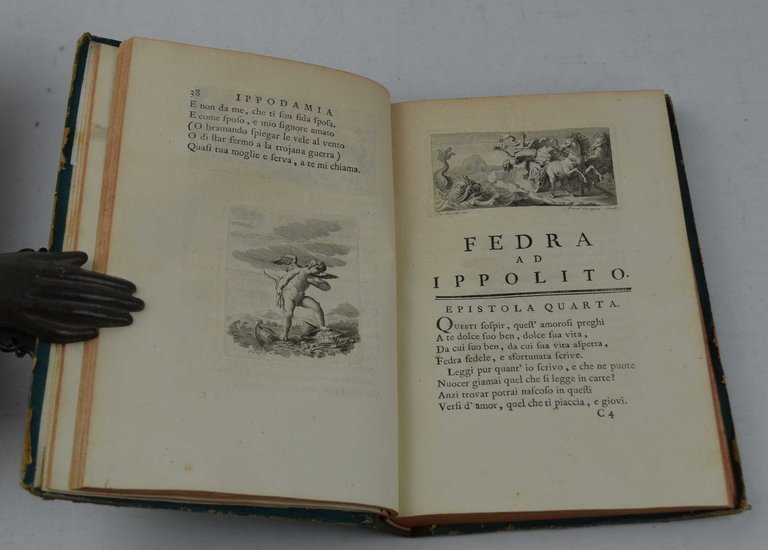 38
IPPODAMIA
E non da me, che ti son fida sposa.
E come sposo, e mio signore amato
(O bramando spiegar le vele al vento
O di star fermo a la trojana guerra)
Quasi tua moglie e serva, a te mi chiama.
FEDRA
AD
IPPOLITO.
EPISTOLA QUARTA.
QUESTI sospir, quest' amorosi preghi
A te dolce suo ben, dolce sua vita,
Da cui suo ben, da cui sua vita aspetta,
Fedra fedele, e sfortunata scrive.
Leggi pur quant' io scrivo, e che ne puote
Nuocer giamai quel che si legge in carte?
Anzi trovar potrai nascoso in questi
Versi d' amor, quel che ti piaccia, e giovi.
C 4